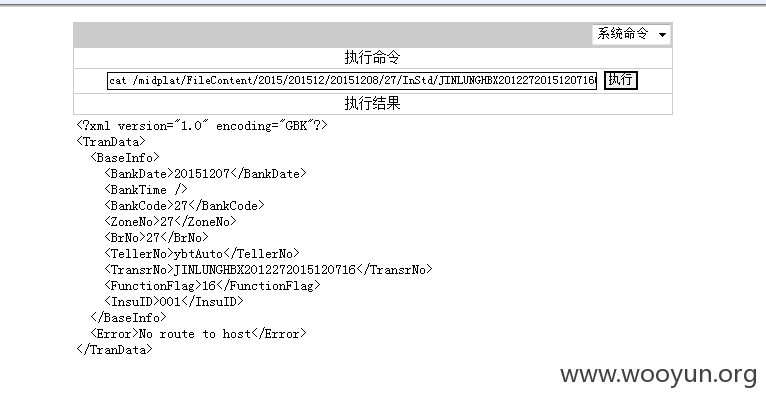 系统命令
执行命令
cat /midplat/FileContent/2015/201512/20151208/27/InStd/JINLUNGHBX2012272015120716 执行
执行结果
<?xml version="1.0" encoding="GBK"?>
<TranData>
<BaseInfo>
<BankDate>20151207</BankDate>
<BankTime />
<BankCode>27</BankCode>
<ZoneNo>27</ZoneNo>
<BrNo>27</BrNo>
<TellerNo>ybtAuto</TellerNo>
<TransrNo>JINLUNGHBX2012272015120716</TransrNo>
<FunctionFlag>16</FunctionFlag>
<InsuID>001</InsuID>
</BaseInfo>
<Error>No route to host</Error>
</TranData>
www.wooyun.org